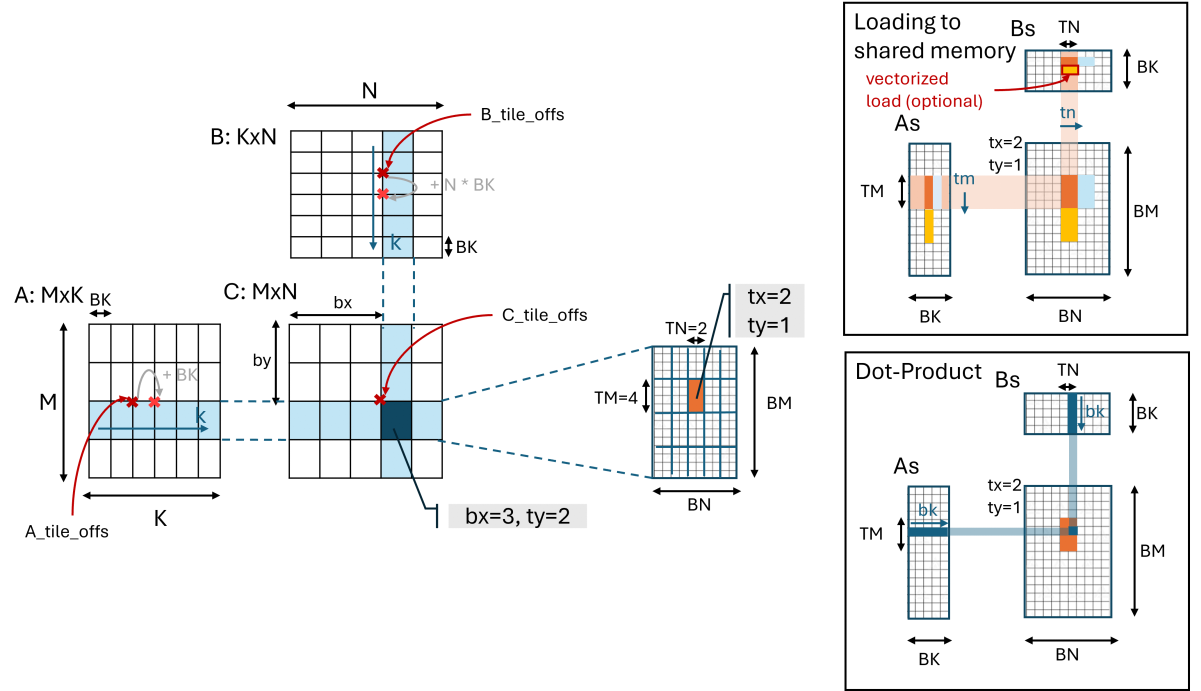 N
B: KxN
B_tile_offs
+ N * BK
k
BK
A: MxK
BK
C: MxN
bx
by
C_tile_offs
M
+ BK
k
K
A_tile_offs
bx=3, ty=2
tx=2
ty=1
TN=2
TM=4
BM
BN
Loading to
shared memory
Bs
TN
BK
vectorized
load (optional)
As
tn
tx=2
ty=1
TM
tm
BM
BK
BN
Dot-Product
Bs
TN
bk
BK
As
tx=2
ty=1
bk
TM
BM
BK
BN